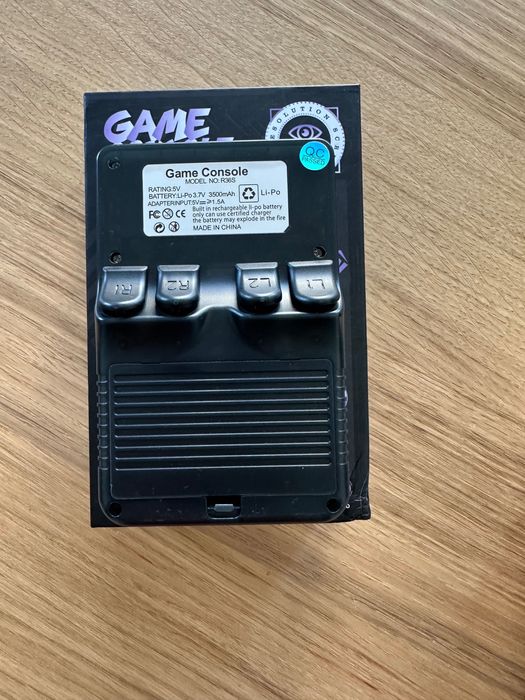 GAME
ESOLUTION SCR
QC
PASSED
Game Console
MODEL NO: R36S
RATING:5V
BATTERY:Li-Po 3.7V 3500mAh
Li-Po
ADAPTERINPUT:5V⎓≥1.5A
Built in rechargeable li-po battery
only can use certified charger
the battery may explode in the fire
MADE IN CHINA
R1
R2
L2
L1